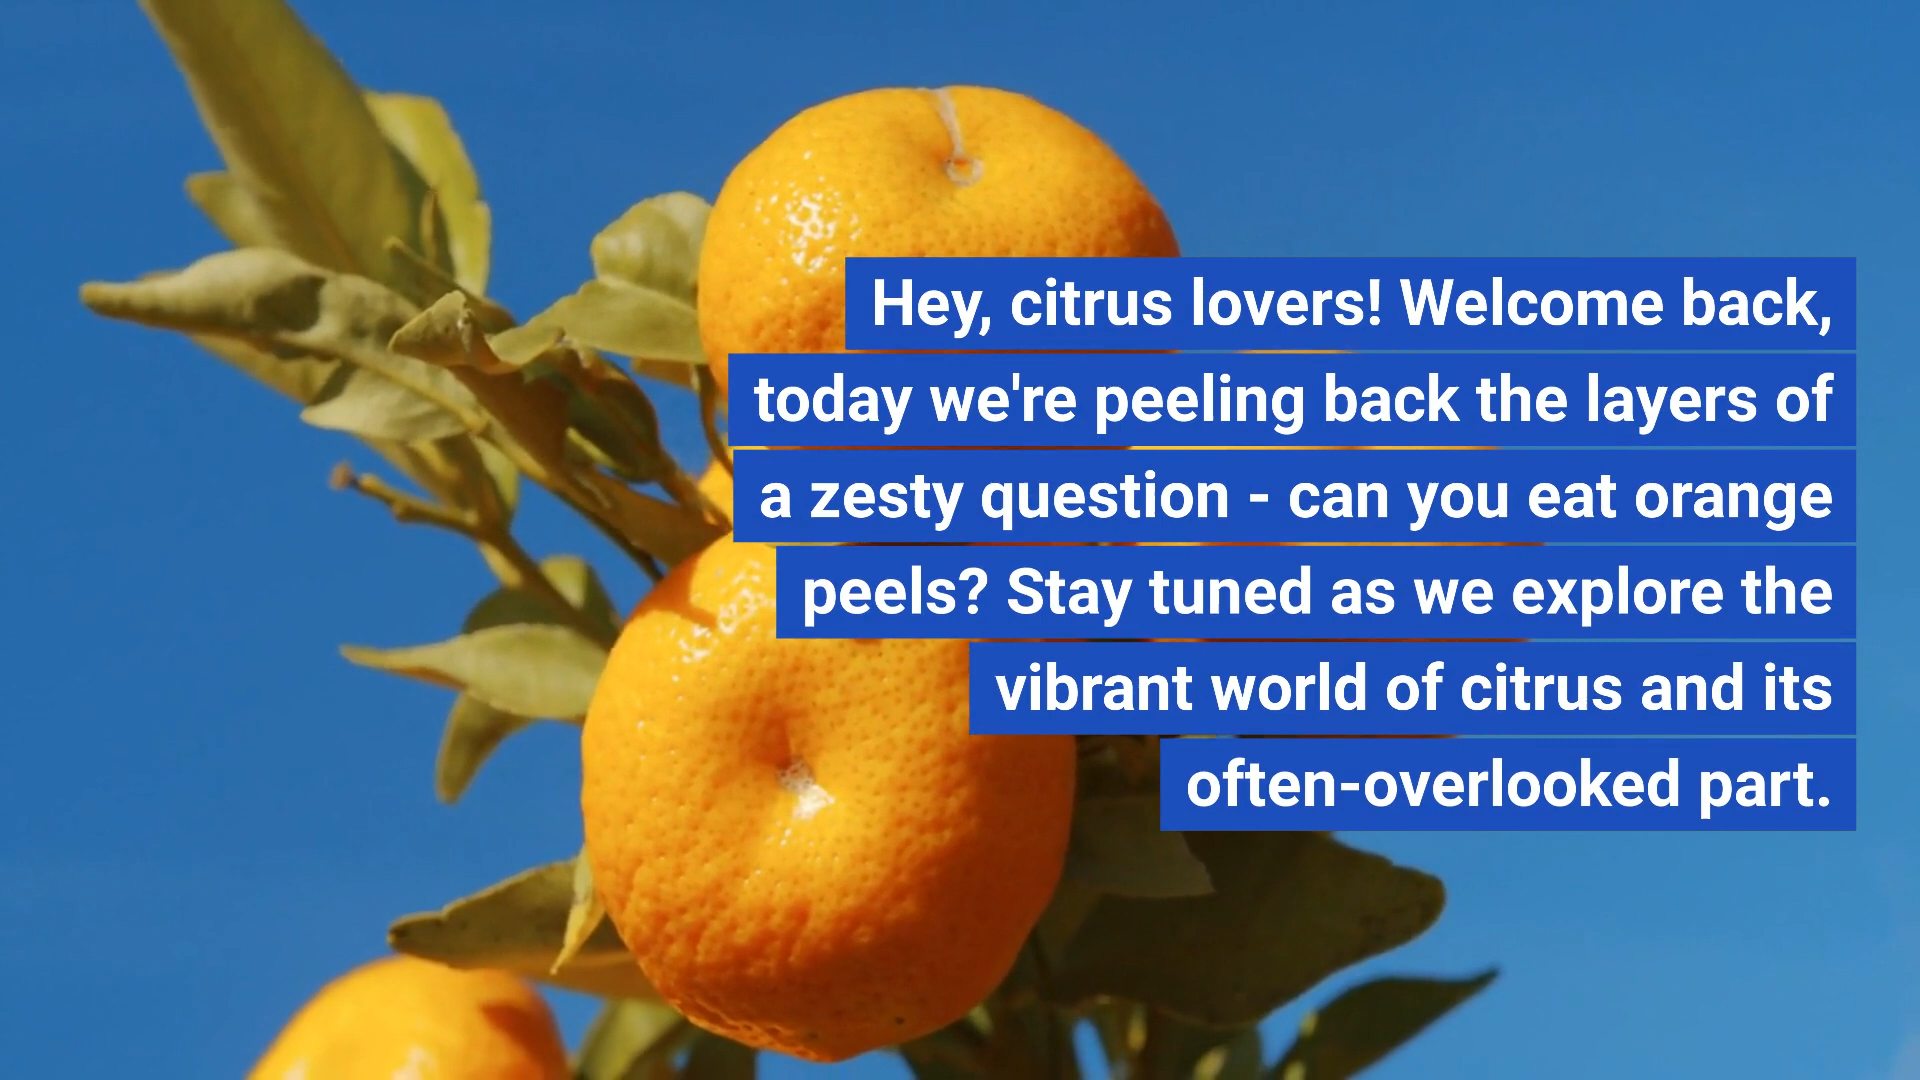 Hey, citrus lovers! Welcome back,
today we're peeling back the layers of
a zesty question - can you eat orange
peels? Stay tuned as we explore the
vibrant world of citrus and its
often-overlooked part.